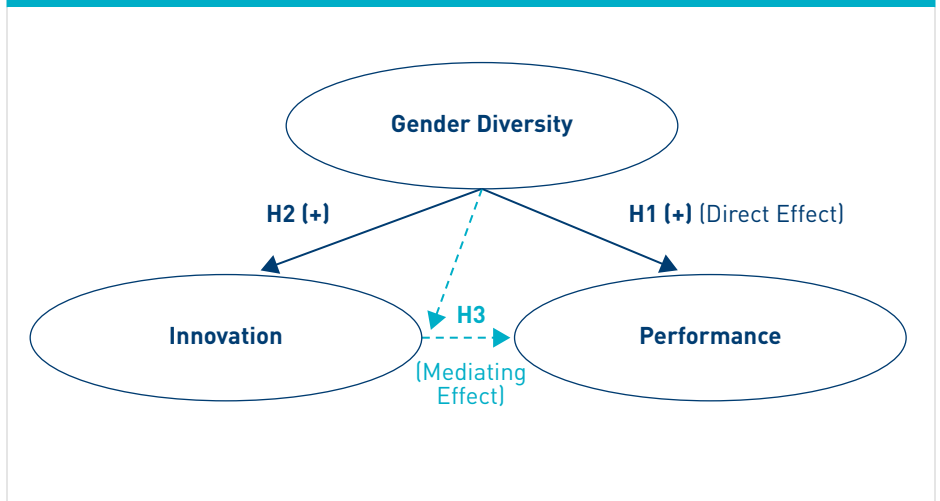 Gender Diversity
H2 (+)
H1 (+) (Direct Effect)
Innovation
H3
Performance
(Mediating
Effect)